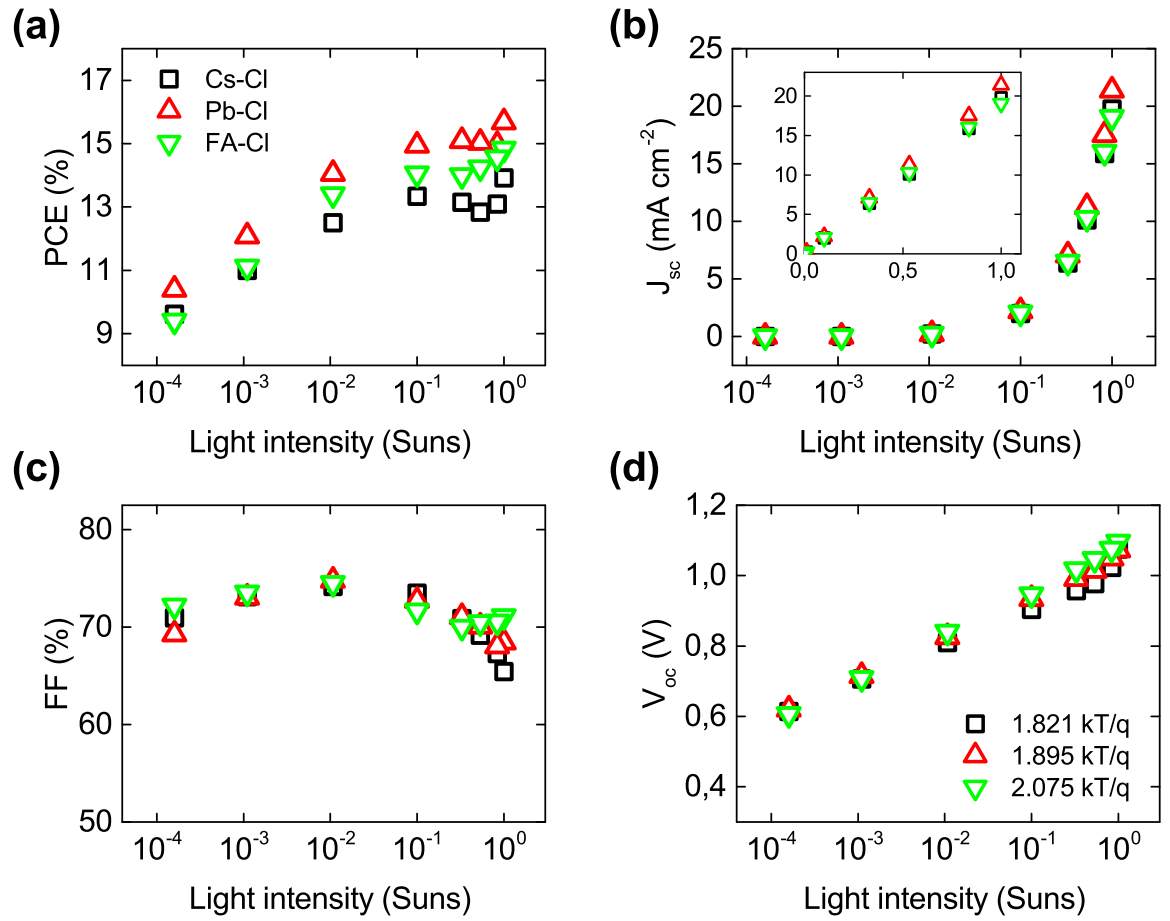 (a)
17
15
13
11
9
PCE (%)
Cs-Cl
Pb-Cl
FA-Cl
10⁻⁴ 10⁻³ 10⁻² 10⁻¹ 10⁰
Light intensity (Suns)
(b)
25
20
15
10
5
0
J_sc (mA cm⁻²)
20
15
10
5
0
0,0 0,5 1,0
10⁻⁴ 10⁻³ 10⁻² 10⁻¹ 10⁰
Light intensity (Suns)
(c)
80
70
60
50
FF (%)
10⁻⁴ 10⁻³ 10⁻² 10⁻¹ 10⁰
Light intensity (Suns)
(d)
1,2
1,0
0,8
0,6
0,4
V_oc (V)
1.821 kT/q
1.895 kT/q
2.075 kT/q
10⁻⁴ 10⁻³ 10⁻² 10⁻¹ 10⁰
Light intensity (Suns)